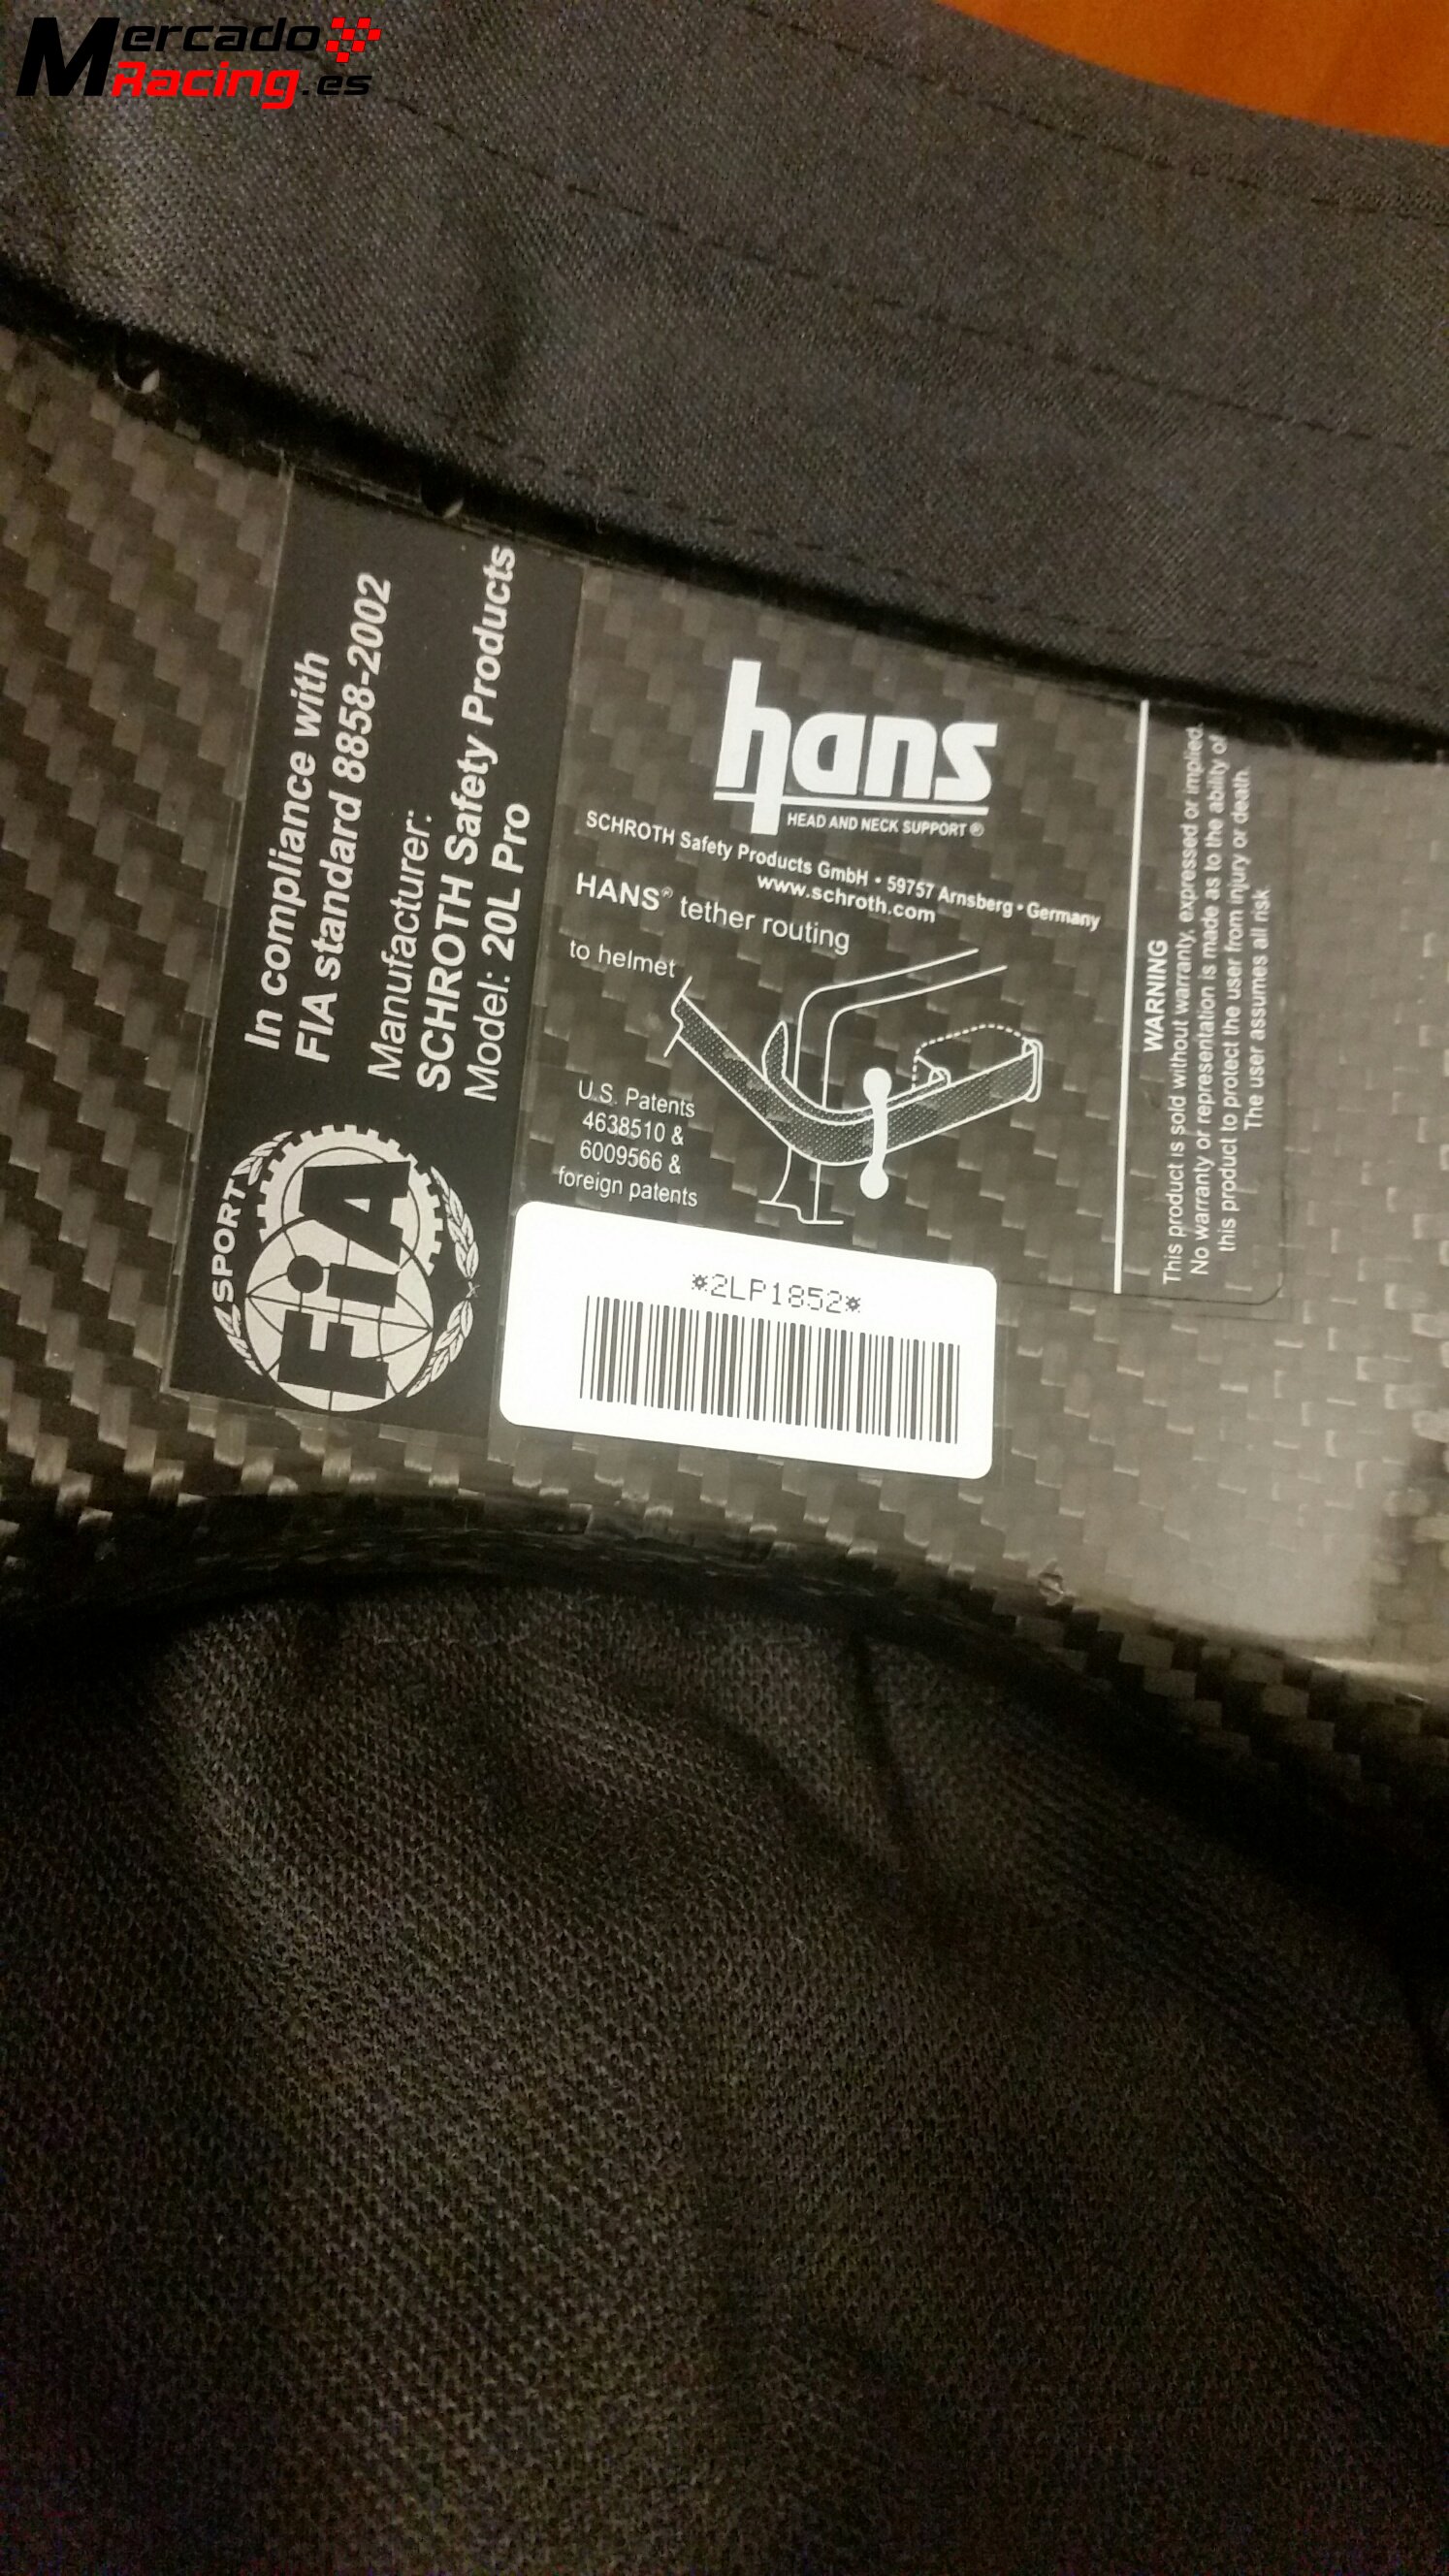 Mercado
Racing.es
In compliance with
FIA standard 8858-2002
Manufacturer:
SCHROTH Safety Products
Model: 20L Pro
SPORT
FiA
hans
HEAD AND NECK SUPPORT ®
SCHROTH Safety Products GmbH • 59757 Arnsberg • Germany
www.schroth.com
HANS® tether routing
to helmet
U.S. Patents
4638510 &
6009566 &
foreign patents
*2LP1852*
WARNING
This product is sold without warranty, expressed or implied.
No warranty or representation is made as to the ability of
this product to protect the user from injury or death.
The user assumes all risk